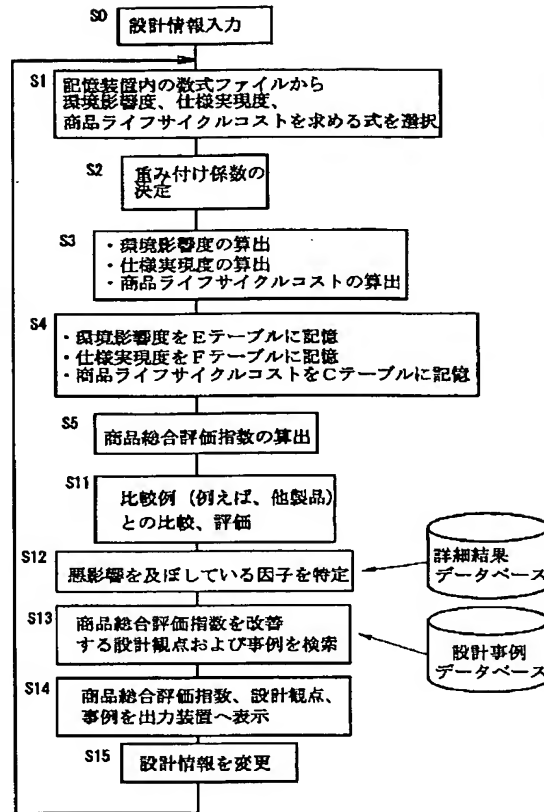 S0
設計情報入力
S1
記憶装置内の数式ファイルから
環境影響度、仕様実現度、
商品ライフサイクルコストを求める式を選択
S2
重み付け係数の
決定
S3
・環境影響度の算出
・仕様実現度の算出
・商品ライフサイクルコストの算出
S4
・環境影響度をEテーブルに記憶
・仕様実現度をFテーブルに記憶
・商品ライフサイクルコストをCテーブルに記憶
S5
商品総合評価指数の算出
S11
比較例(例えば、他製品)
との比較、評価
S12
悪影響を及ぼしている因子を特定
詳細結果
データベース
S13
商品総合評価指数を改善
する設計観点および事例を検索
設計事例
データベース
S14
商品総合評価指数、設計観点、
事例を出力装置へ表示
S15
設計情報を変更